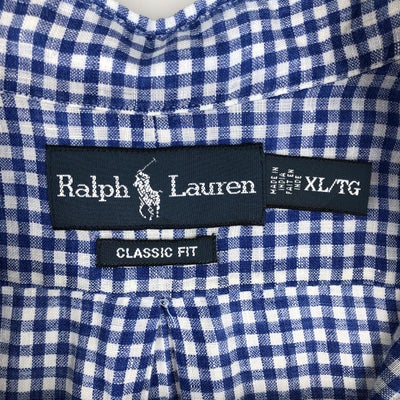 Ralph Lauren
MADE IN
INDIA
FAIT EN
INDE
XL/TG
CLASSIC FIT